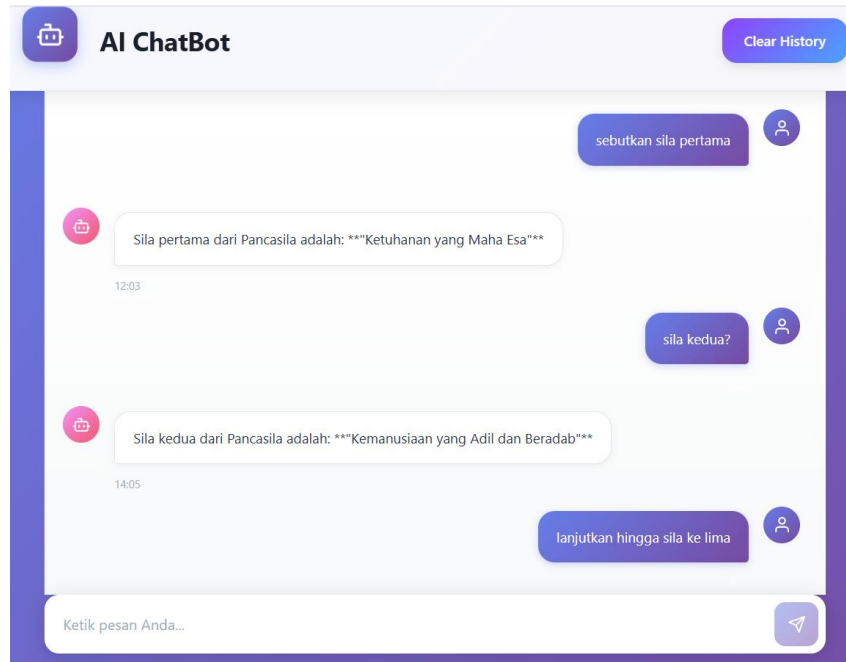 AI ChatBot
Clear History
sebutkan sila pertama
Sila pertama dari Pancasila adalah: **"Ketuhanan yang Maha Esa"**
12:03
sila kedua?
Sila kedua dari Pancasila adalah: **"Kemanusiaan yang Adil dan Beradab"**
14:05
lanjutkan hingga sila ke lima
Ketik pesan Anda...